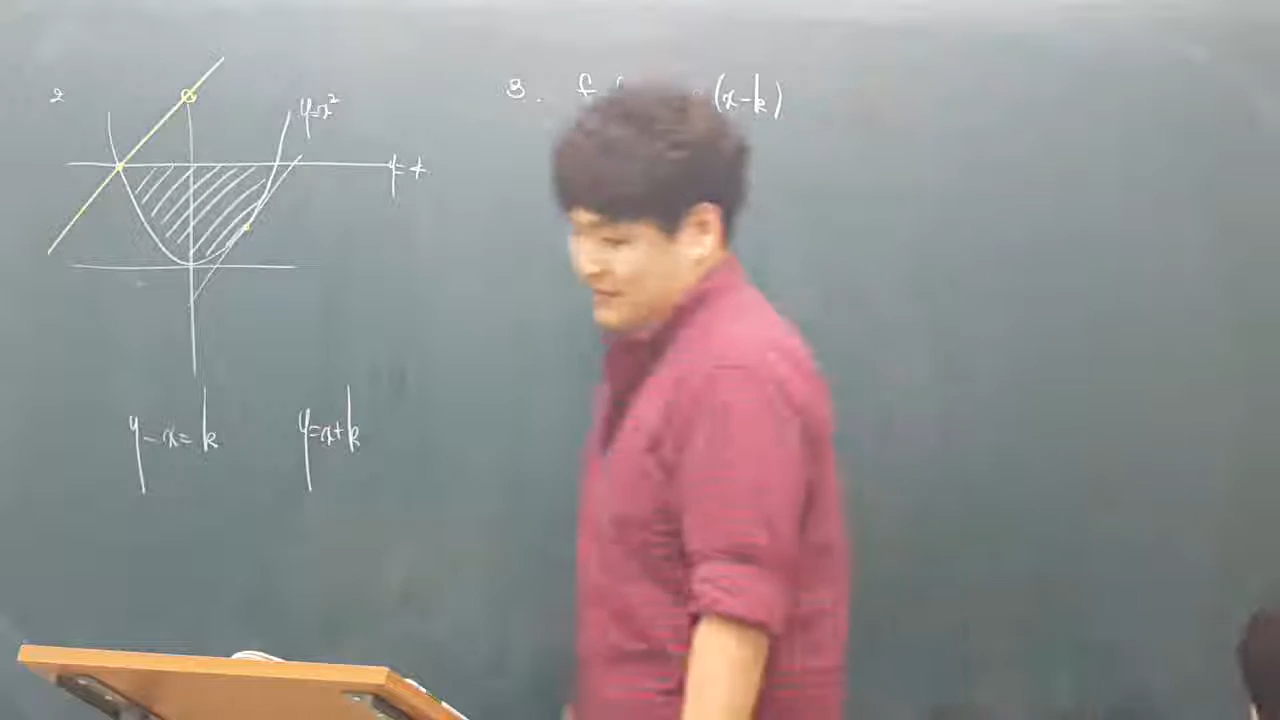 2
y=x²
y=t
y-x=k
y=x+k
3. f (x-k)